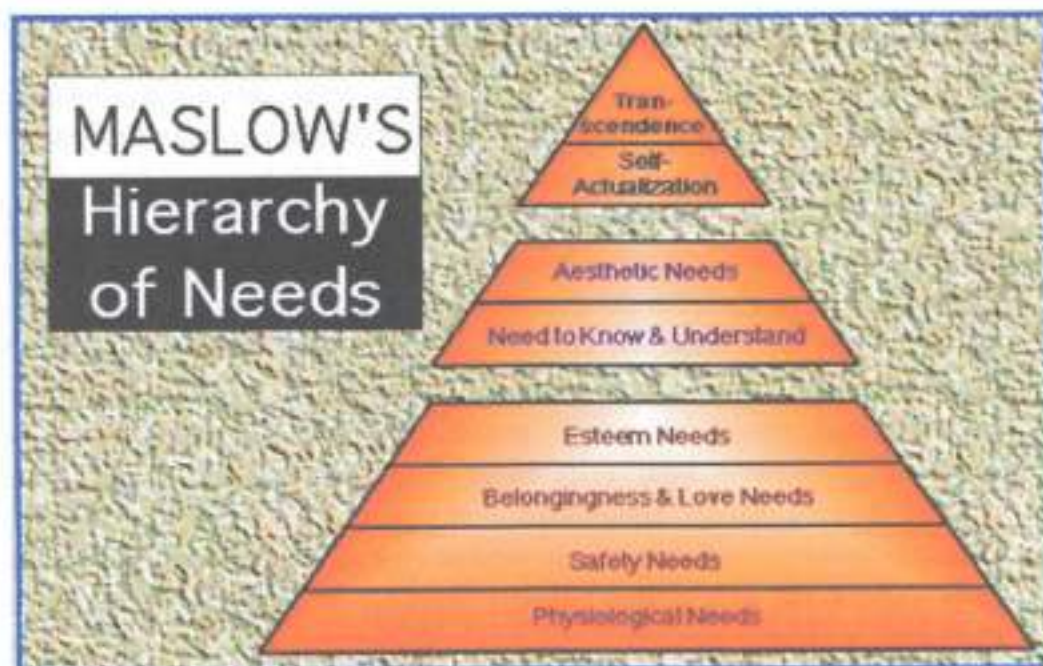 MASLOW'S
Hierarchy
of Needs
Tran-
scendence
Self-
Actualization
Aesthetic Needs
Need to Know & Understand
Esteem Needs
Belongingness & Love Needs
Safety Needs
Physiological Needs